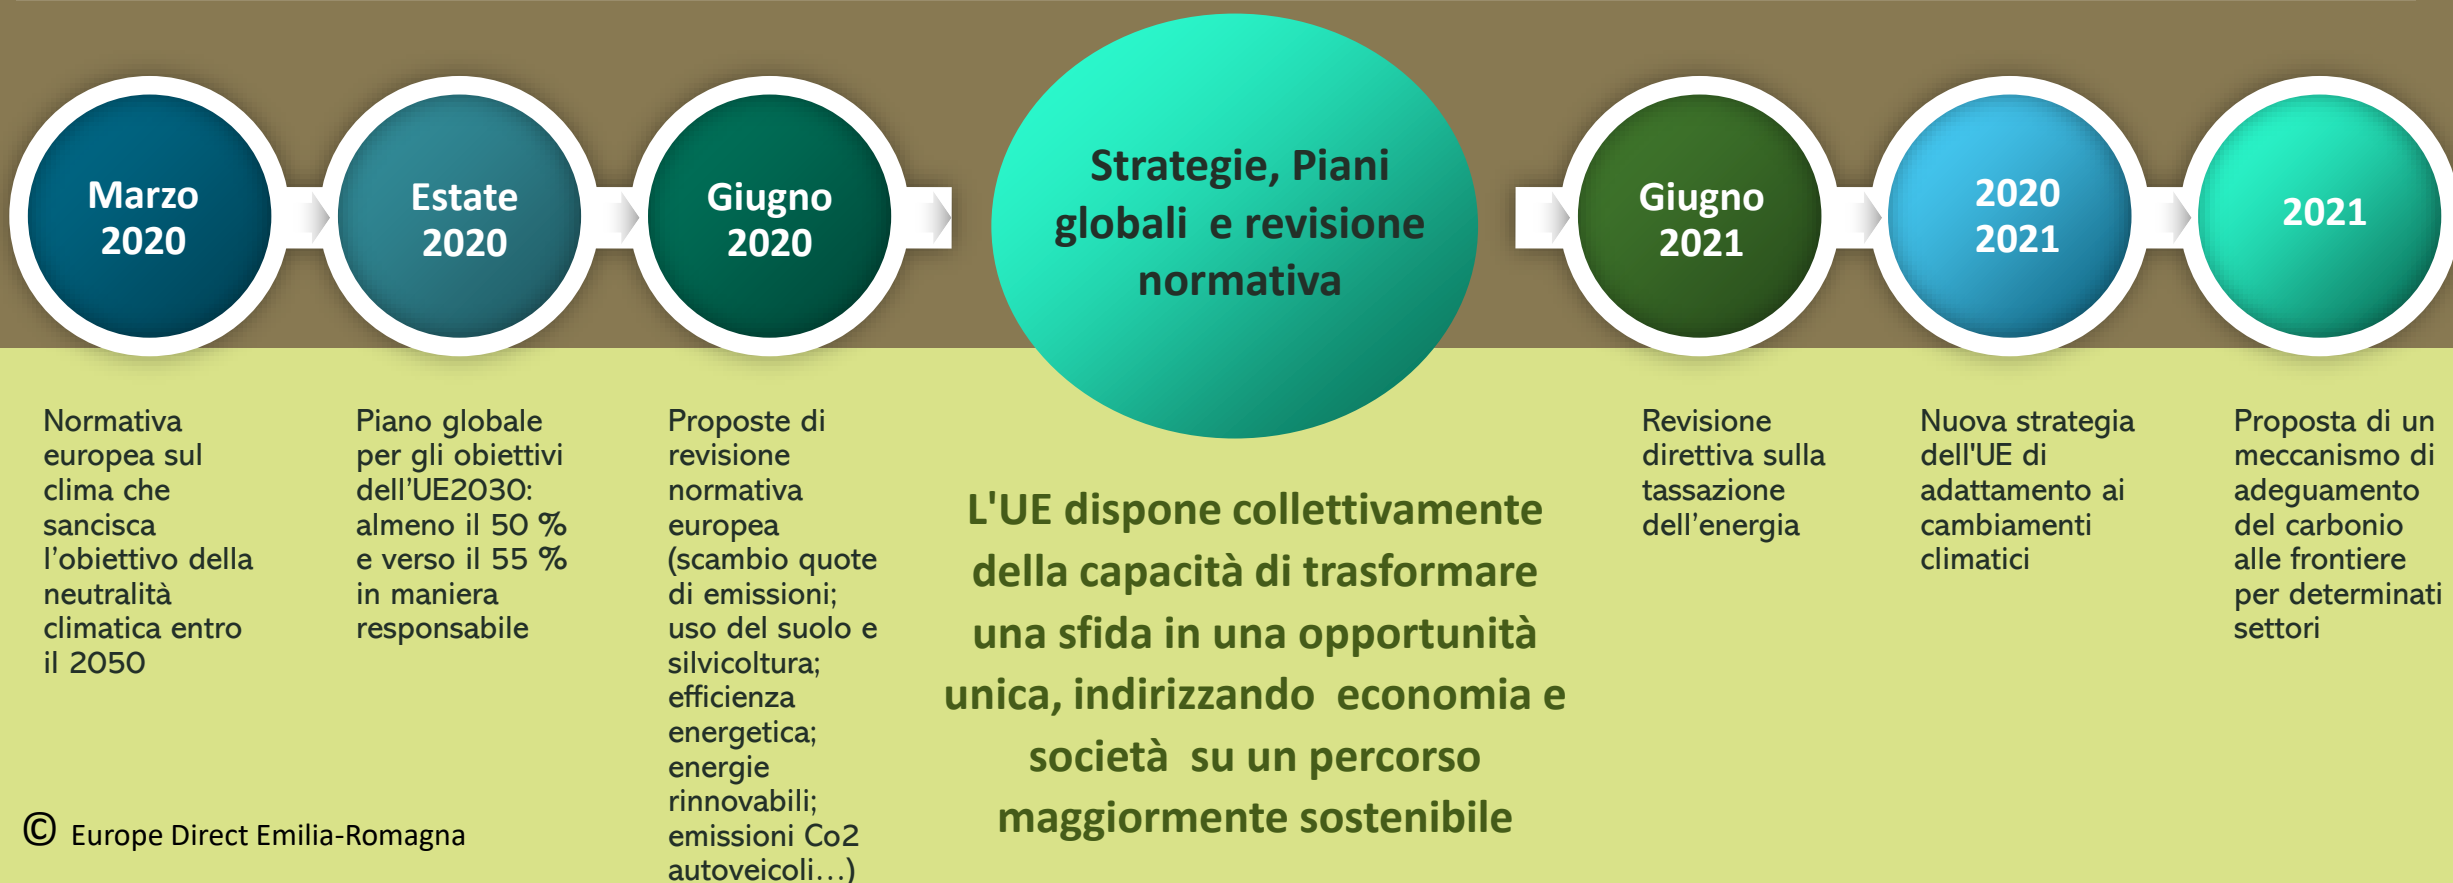 Marzo
2020
Estate
2020
Giugno
2020
Strategie, Piani
globali e revisione
normativa
Giugno
2021
2020
2021
2021
Normativa
europea sul
clima che
sancisca
l’obiettivo della
neutralità
climatica entro
il 2050
Piano globale
per gli obiettivi
dell’UE2030:
almeno il 50 %
e verso il 55 %
in maniera
responsabile
Proposte di
revisione
normativa
europea
(scambio quote
di emissioni;
uso del suolo e
silvicoltura;
efficienza
energetica;
energie
rinnovabili;
emissioni Co2
autoveicoli…)
L'UE dispone collettivamente
della capacità di trasformare
una sfida in una opportunità
unica, indirizzando economia e
società su un percorso
maggiormente sostenibile
Revisione
direttiva sulla
tassazione
dell’energia
Nuova strategia
dell'UE di
adattamento ai
cambiamenti
climatici
Proposta di un
meccanismo di
adeguamento
del carbonio
alle frontiere
per determinati
settori
© Europe Direct Emilia-Romagna